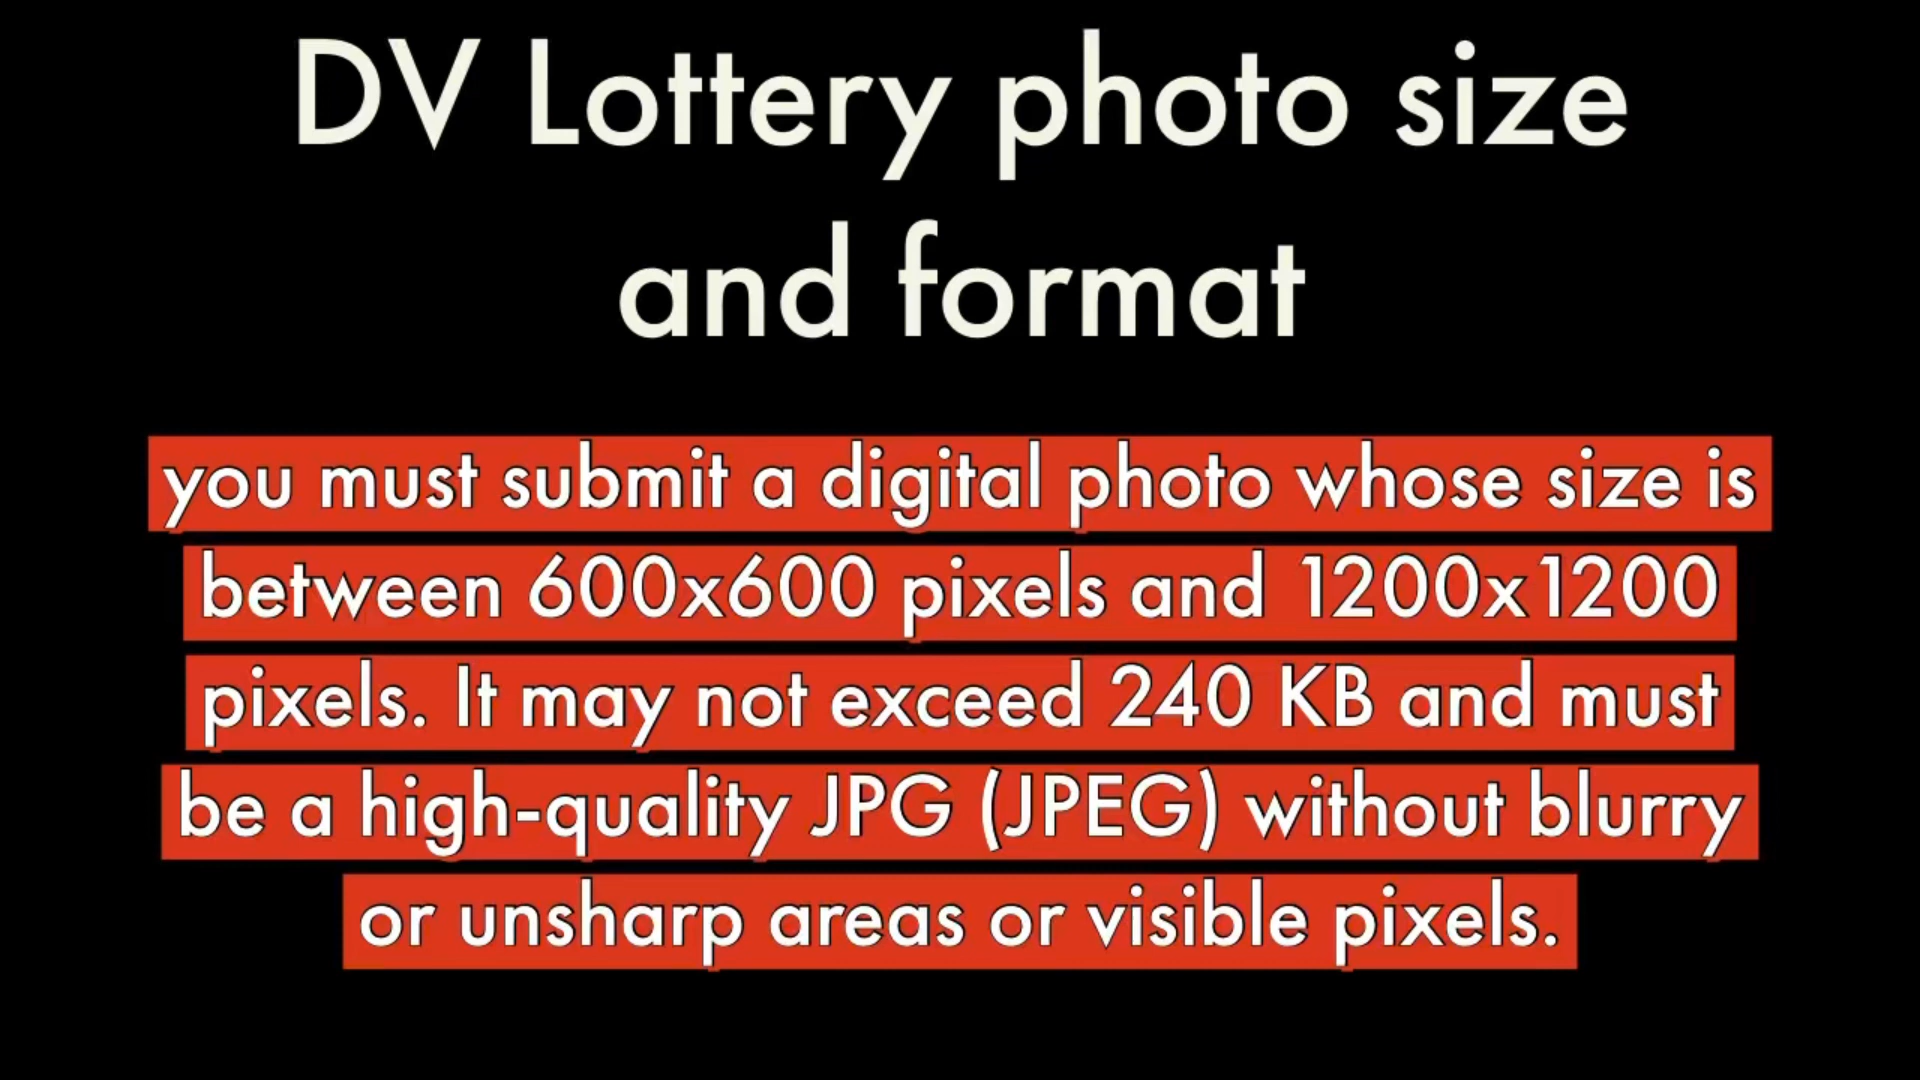 DV Lottery photo size
and format
you must submit a digital photo whose size is
between 600x600 pixels and 1200x1200
pixels. It may not exceed 240 KB and must
be a high-quality JPG (JPEG) without blurry
or unsharp areas or visible pixels.